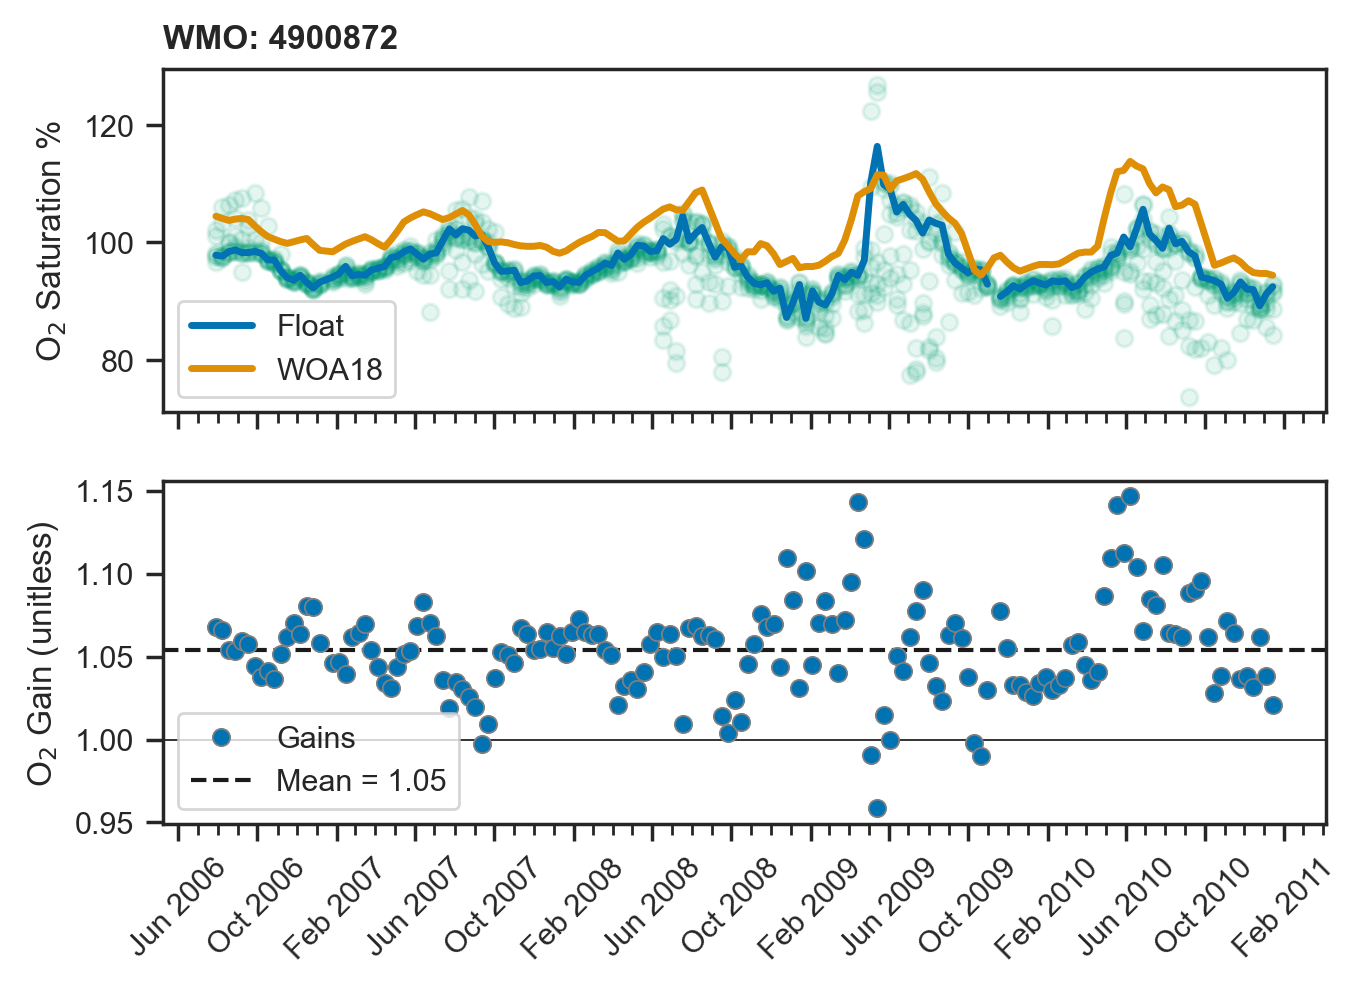 WMO: 4900872
O₂ Saturation %
120
100
80
Float
WOA18
O₂ Gain (unitless)
1.15
1.10
1.05
1.00
0.95
Gains
Mean = 1.05
Jun 2006
Oct 2006
Feb 2007
Jun 2007
Oct 2007
Feb 2008
Jun 2008
Oct 2008
Feb 2009
Jun 2009
Oct 2009
Feb 2010
Jun 2010
Oct 2010
Feb 2011